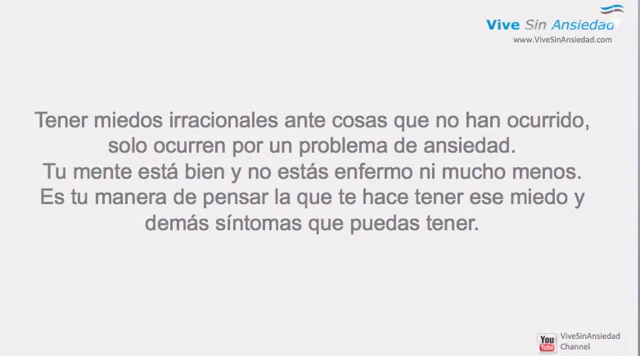 Vive Sin Ansiedad
www.ViveSinAnsiedad.com
Tener miedos irracionales ante cosas que no han ocurrido,
solo ocurren por un problema de ansiedad.
Tu mente está bien y no estás enfermo ni mucho menos.
Es tu manera de pensar la que te hace tener ese miedo y
demás síntomas que puedas tener.
You Tube ViveSinAnsiedad
Channel